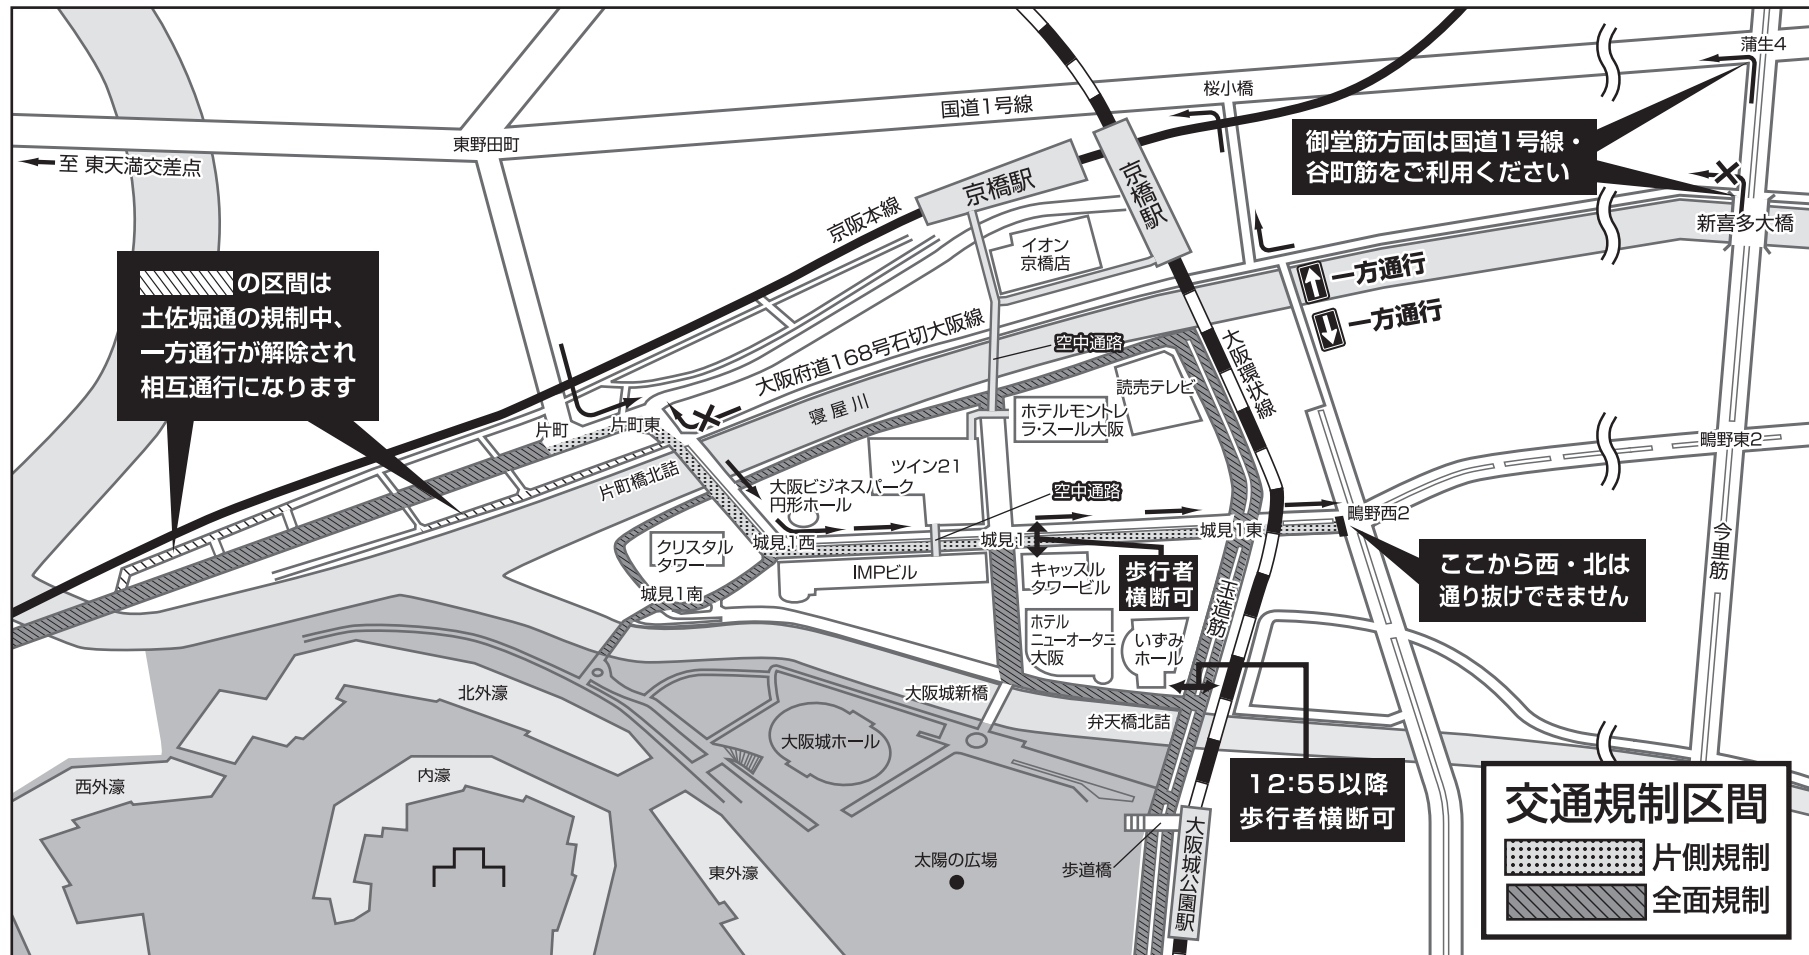 蒲生4
桜小橋
国道1号線
東野田町
至 東天満交差点
御堂筋方面は国道1号線・
谷町筋をご利用ください
京橋駅
京橋駅
京阪本線
新喜多大橋
イオン
京橋店
一方通行
一方通行
の区間は
土佐堀通の規制中、
一方通行が解除され
相互通行になります
大阪府道168号石切大阪線
空中通路
大阪環状線
読売テレビ
寝屋川
ホテルモントレ
ラ・スール大阪
片町
片町東
鴫野東2
片町橋北詰
ツイン21
大阪ビジネスパーク
円形ホール
空中通路
鴫野西2
城見1西
城見1
城見1東
クリスタル
タワー
IMPビル
キャッスル
タワービル
歩行者
横断可
ここから西・北は
通り抜けできません
今里筋
城見1南
玉造筋
ホテル
ニューオータニ
大阪
いずみ
ホール
北外濠
大阪城新橋
弁天橋北詰
大阪城ホール
西外濠
内濠
12:55以降
歩行者横断可
東外濠
太陽の広場
歩道橋
大阪城公園駅
交通規制区間
片側規制
全面規制